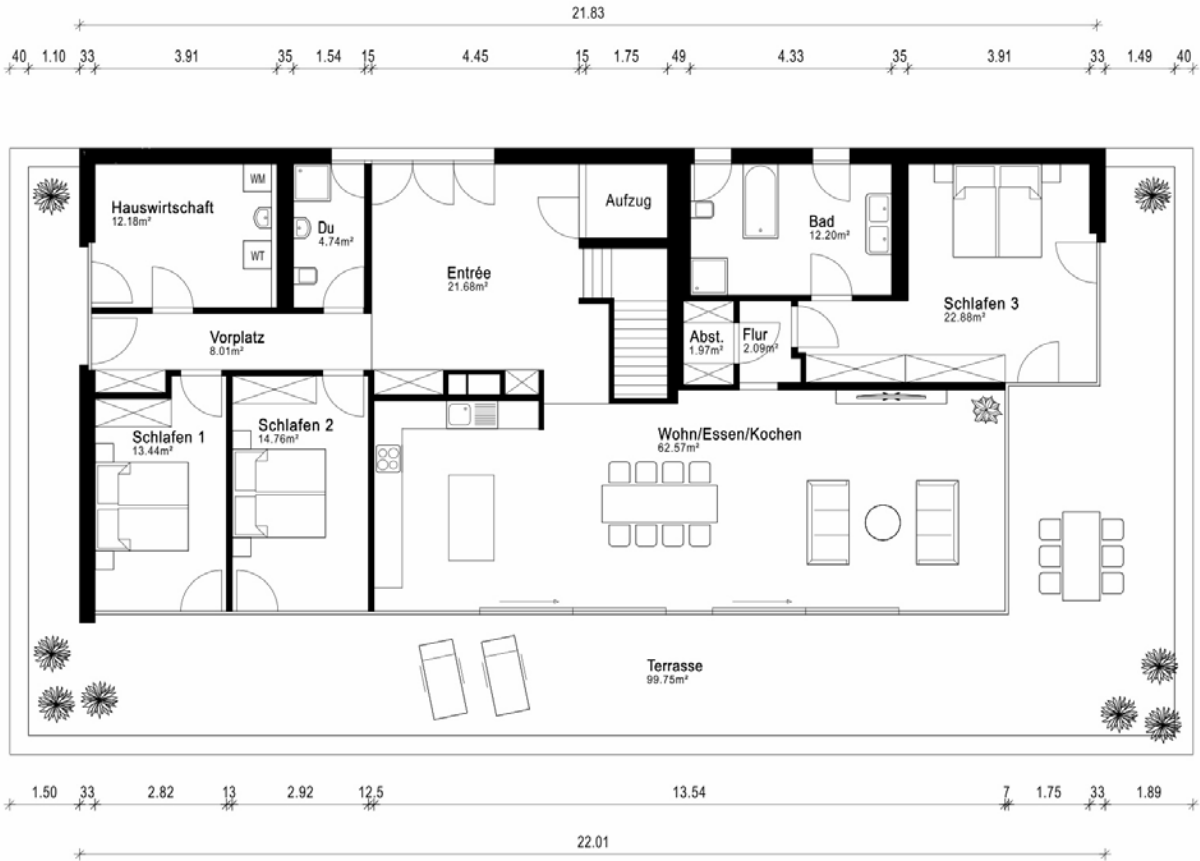 21.83
40 1.10 33 3.91 35 1.54 15 4.45 15 1.75 49 4.33 35 3.91 33 1.49 40
WM
Hauswirtschaft
12.18m²
WT
Du
4.74m²
Entrée
21.68m²
Aufzug
Bad
12.20m²
Schlafen 3
22.88m²
Vorplatz
8.01m²
Abst.
1.97m²
Flur
2.09m²
Schlafen 1
13.44m²
Schlafen 2
14.76m²
Wohn/Essen/Kochen
62.57m²
Terrasse
99.75m²
1.50 33 2.82 13 2.92 12.5 13.54 7 1.75 33 1.89
22.01